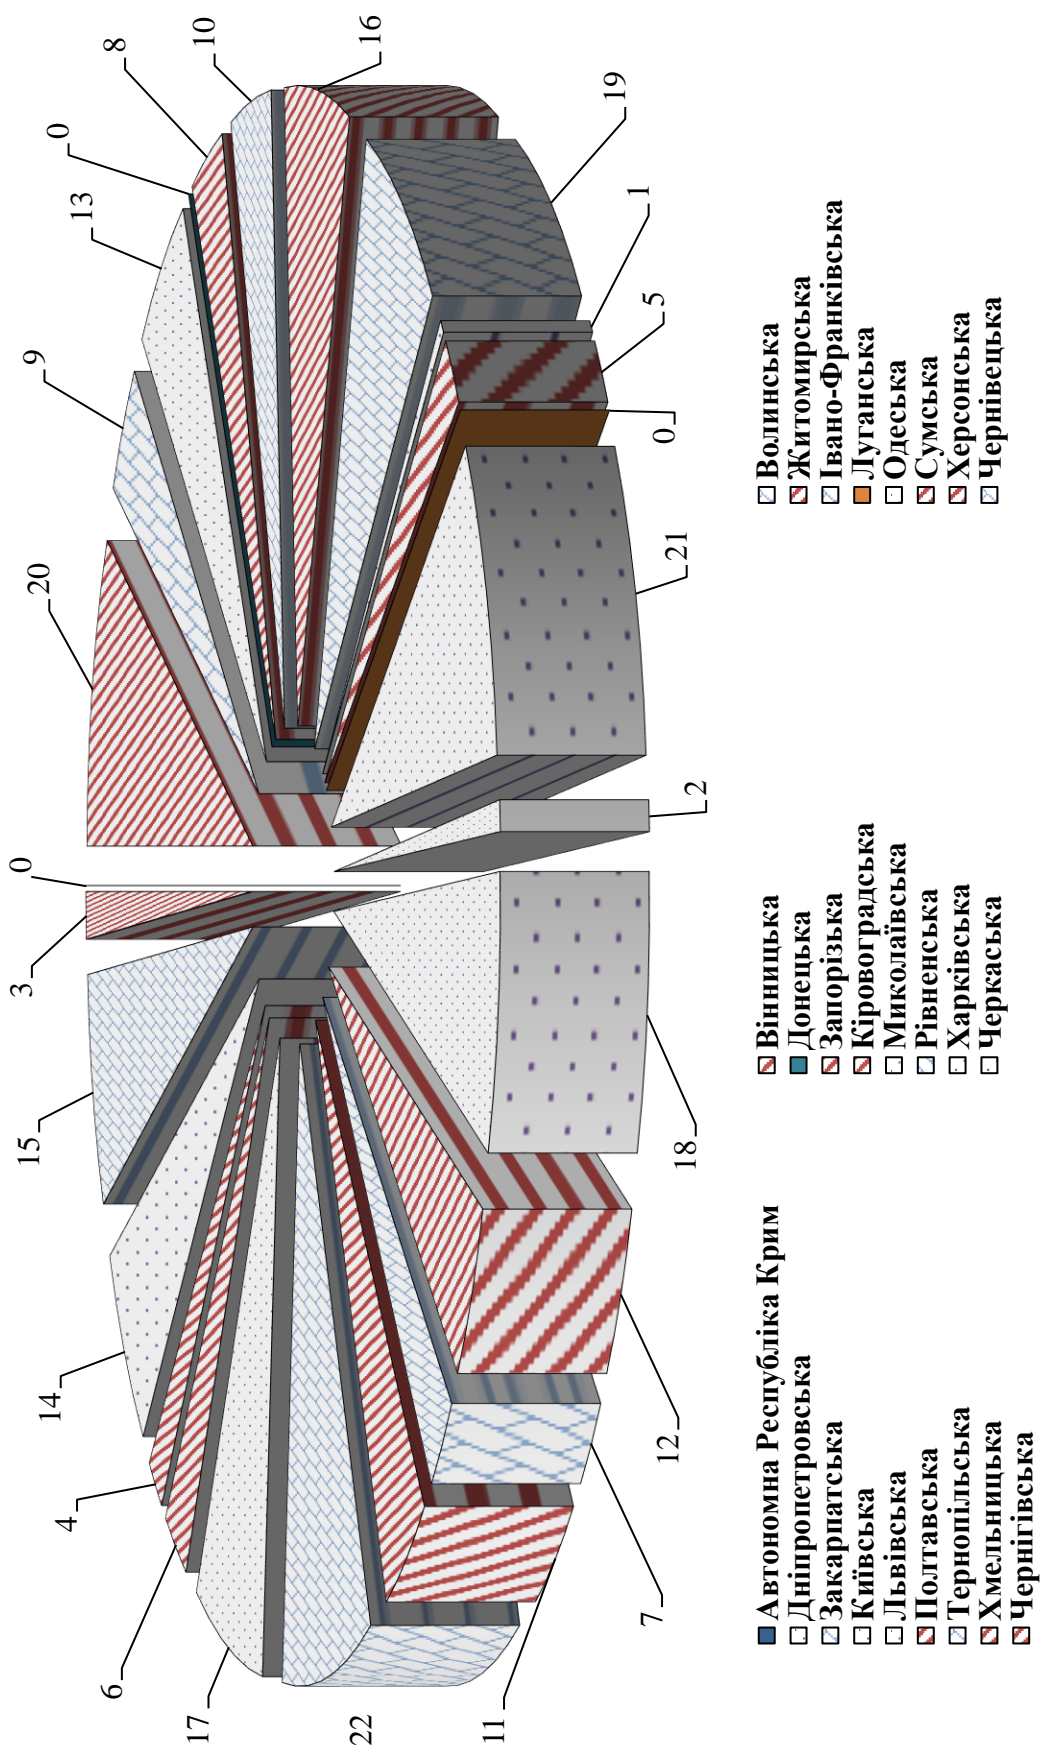 0
3
15
9
20
14
0
4
13
6
8
17
10
22
16
11
19
1
7
0
12
5
21
18
2
Автономна Республіка Крим Вінницька Волинська
Дніпропетровська Донецька Житомирська
Закарпатська Запорізька Івано-Франківська
Київська Кіровоградська Луганська
Львівська Миколаївська Одеська
Полтавська Рівненська Сумська
Тернопільська Харківська Херсонська
Хмельницька Черкаська Чернівецька
Чернігівська